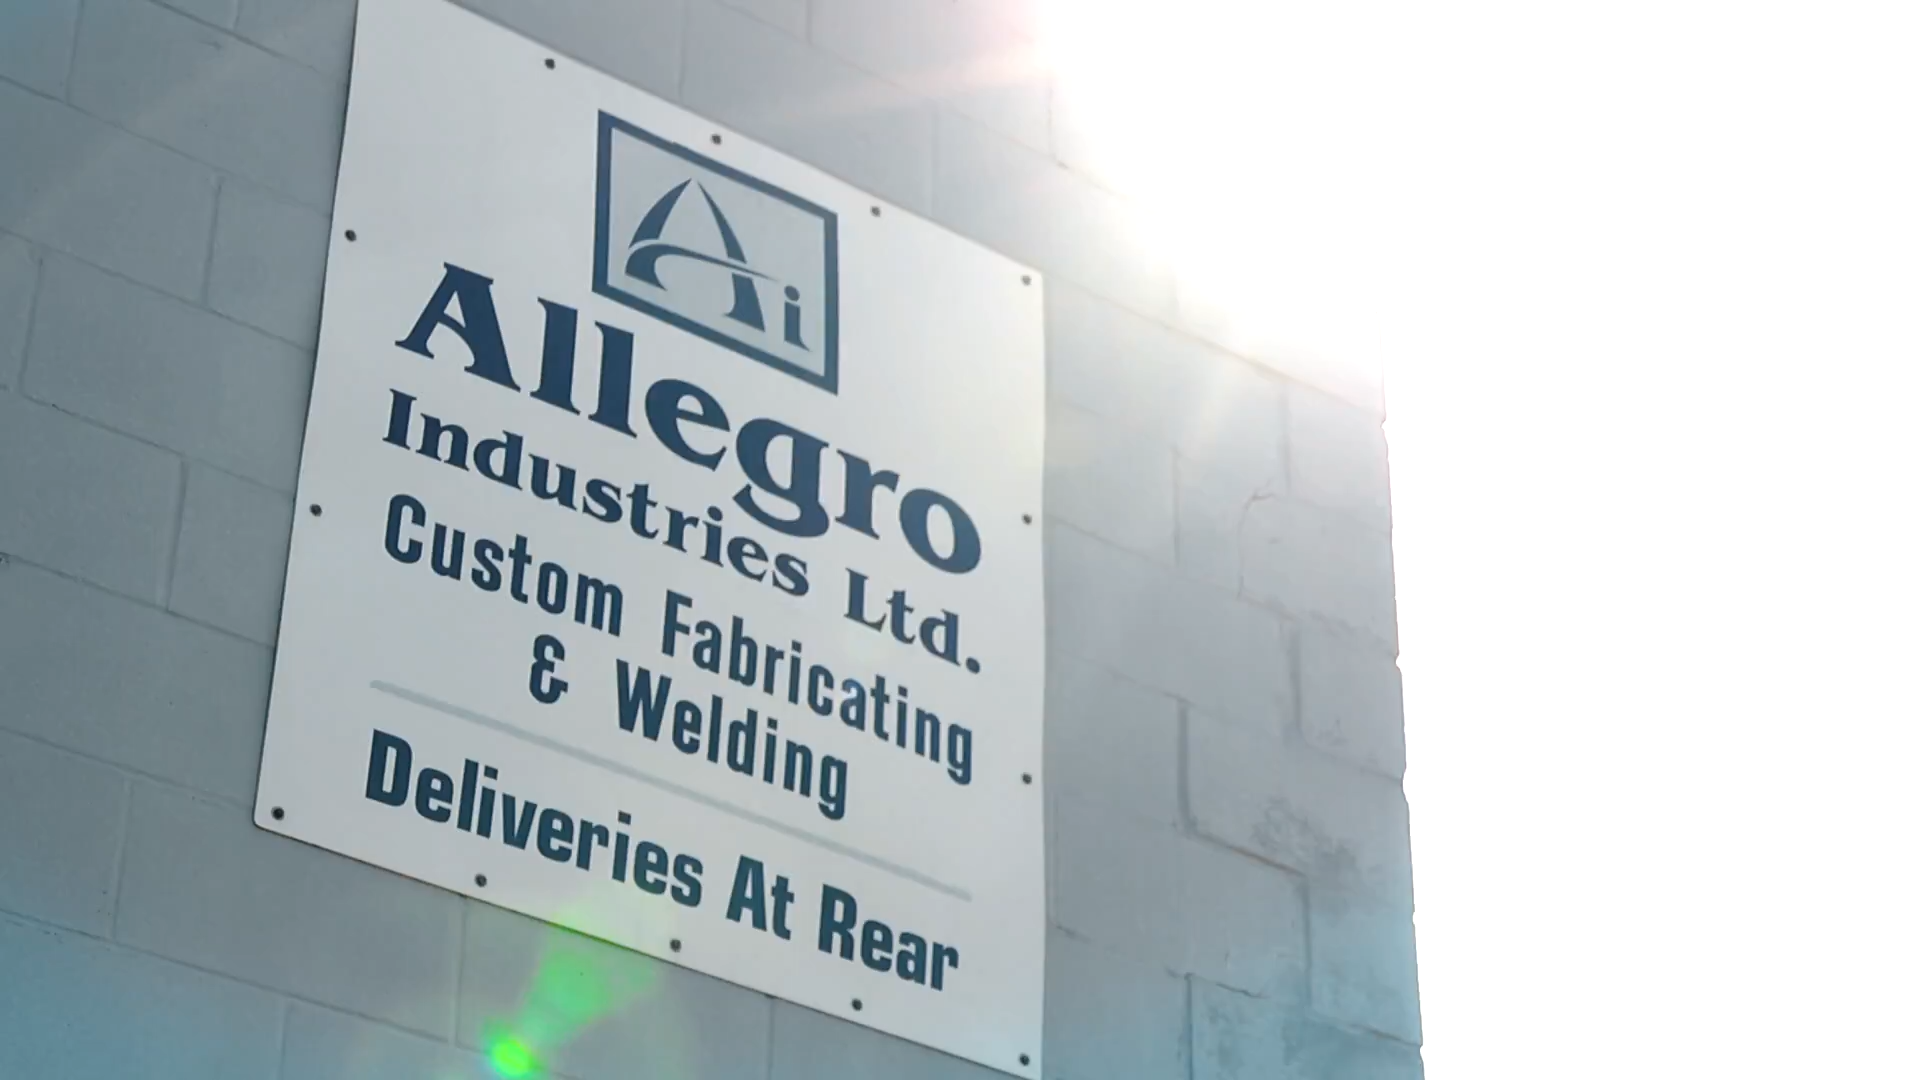 Ai
Allegro
Industries Ltd.
Custom Fabricating
& Welding
Deliveries At Rear